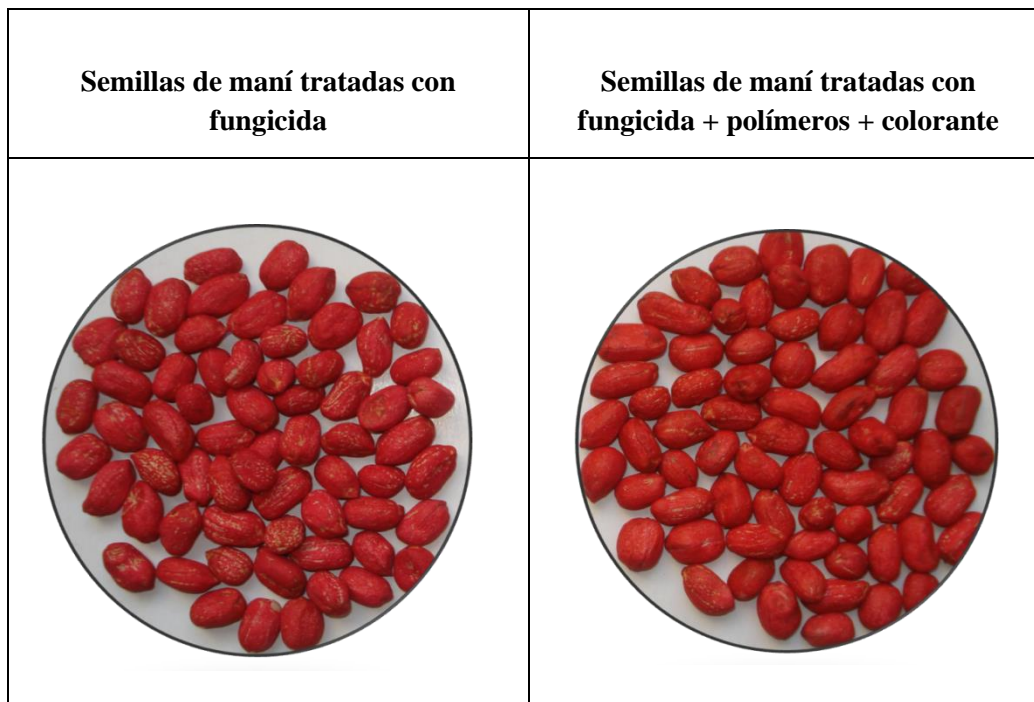 Semillas de maní tratadas con
fungicida
Semillas de maní tratadas con
fungicida + polímeros + colorante